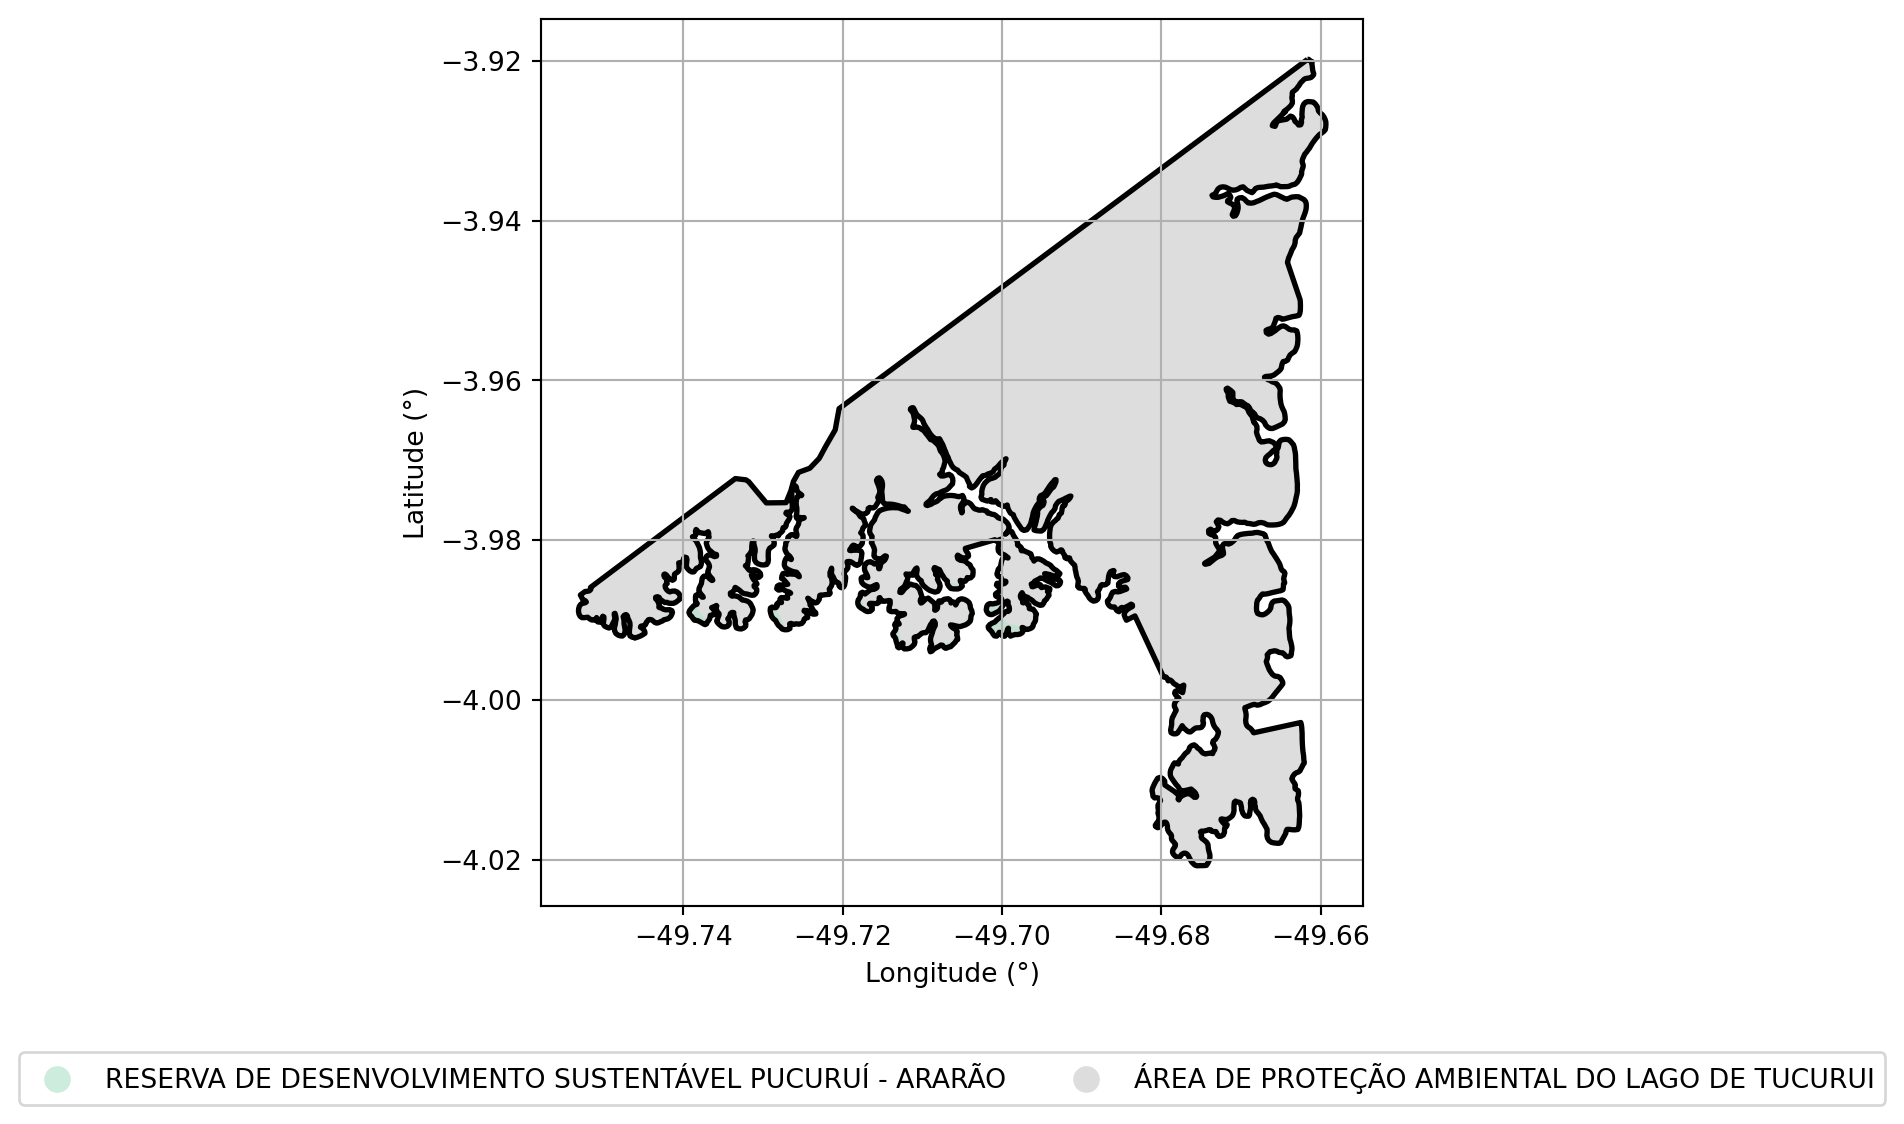 −3.92
−3.94
−3.96
−3.98
−4.00
−4.02
Latitude (°)
−49.74 −49.72 −49.70 −49.68 −49.66
Longitude (°)
RESERVA DE DESENVOLVIMENTO SUSTENTÁVEL PUCURUÍ - ARARÃO ÁREA DE PROTEÇÃO AMBIENTAL DO LAGO DE TUCURUI